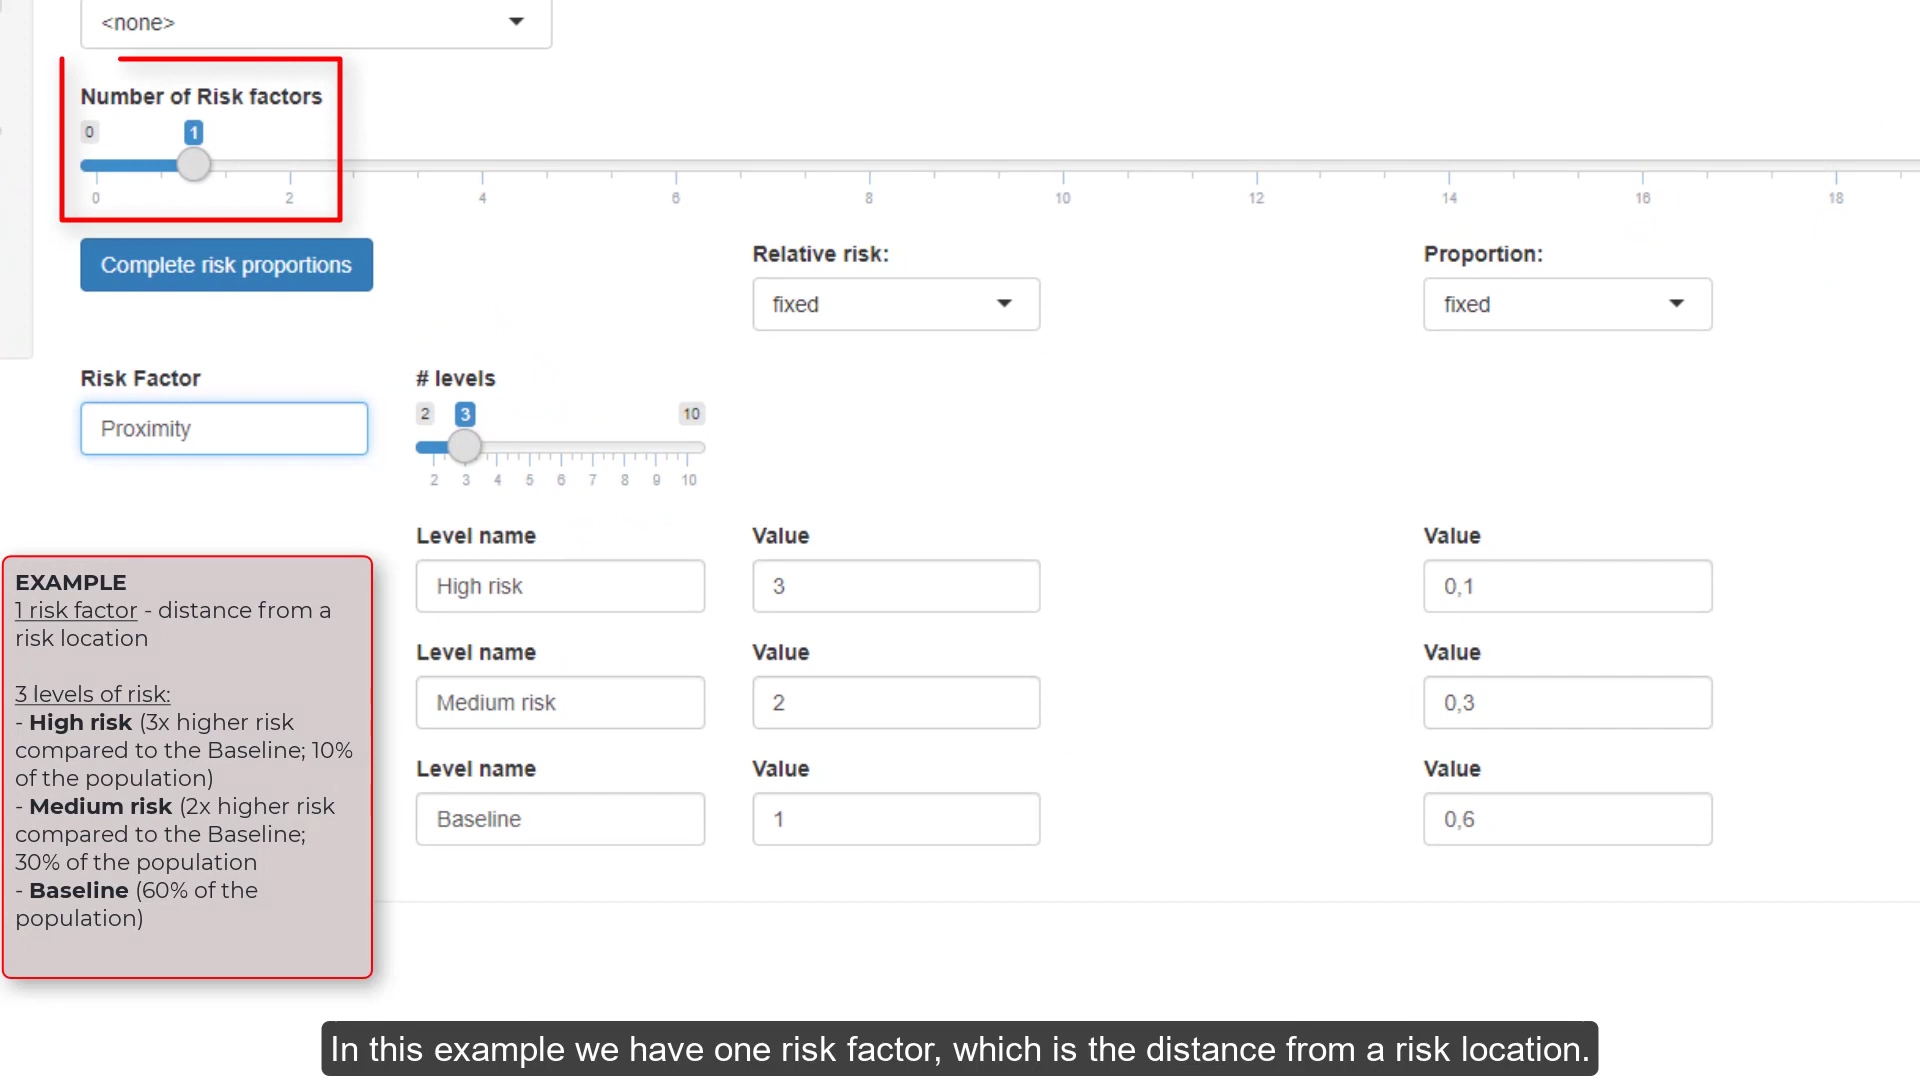 <none>
Number of Risk factors
0 1
0 2 4 6 8 10 12 14 16 18
Complete risk proportions
Relative risk:
fixed
Proportion:
fixed
Risk Factor
Proximity
# levels
2 3 10
2 3 4 5 6 7 8 9 10
Level name Value Value
High risk 3 0,1
Level name Value Value
Medium risk 2 0,3
Level name Value Value
Baseline 1 0,6
EXAMPLE
1 risk factor - distance from a
risk location
3 levels of risk:
- High risk (3x higher risk
compared to the Baseline; 10%
of the population)
- Medium risk (2x higher risk
compared to the Baseline;
30% of the population
- Baseline (60% of the
population)
In this example we have one risk factor, which is the distance from a risk location.